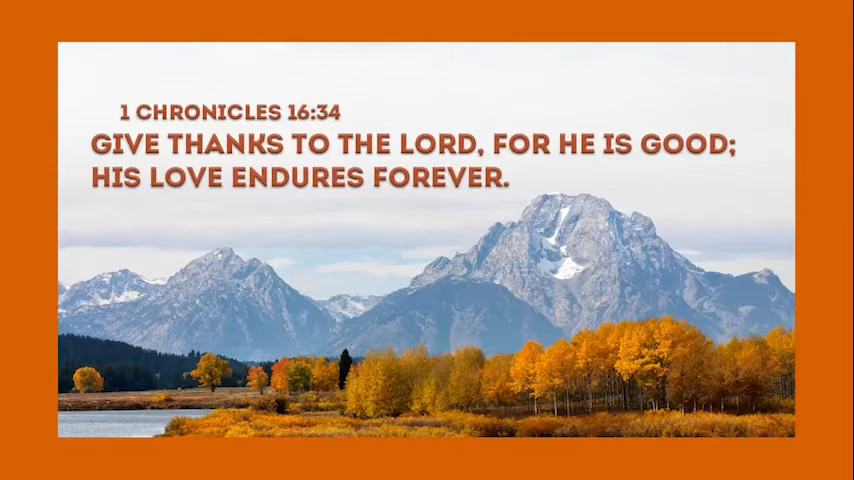 1 CHRONICLES 16:34
GIVE THANKS TO THE LORD, FOR HE IS GOOD;
HIS LOVE ENDURES FOREVER.